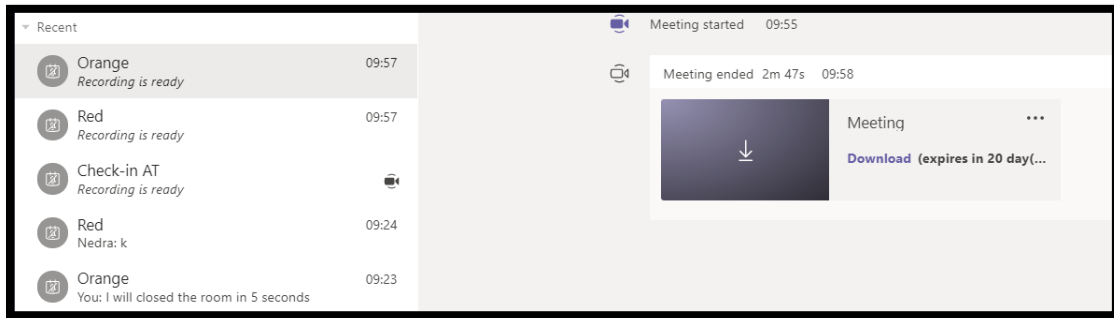 Recent
Orange 09:57
Recording is ready
Red 09:57
Recording is ready
Check-in AT
Recording is ready
Red 09:24
Nedra: k
Orange 09:23
You: I will closed the room in 5 seconds
Meeting started 09:55
Meeting ended 2m 47s 09:58
Meeting
Download (expires in 20 day(...